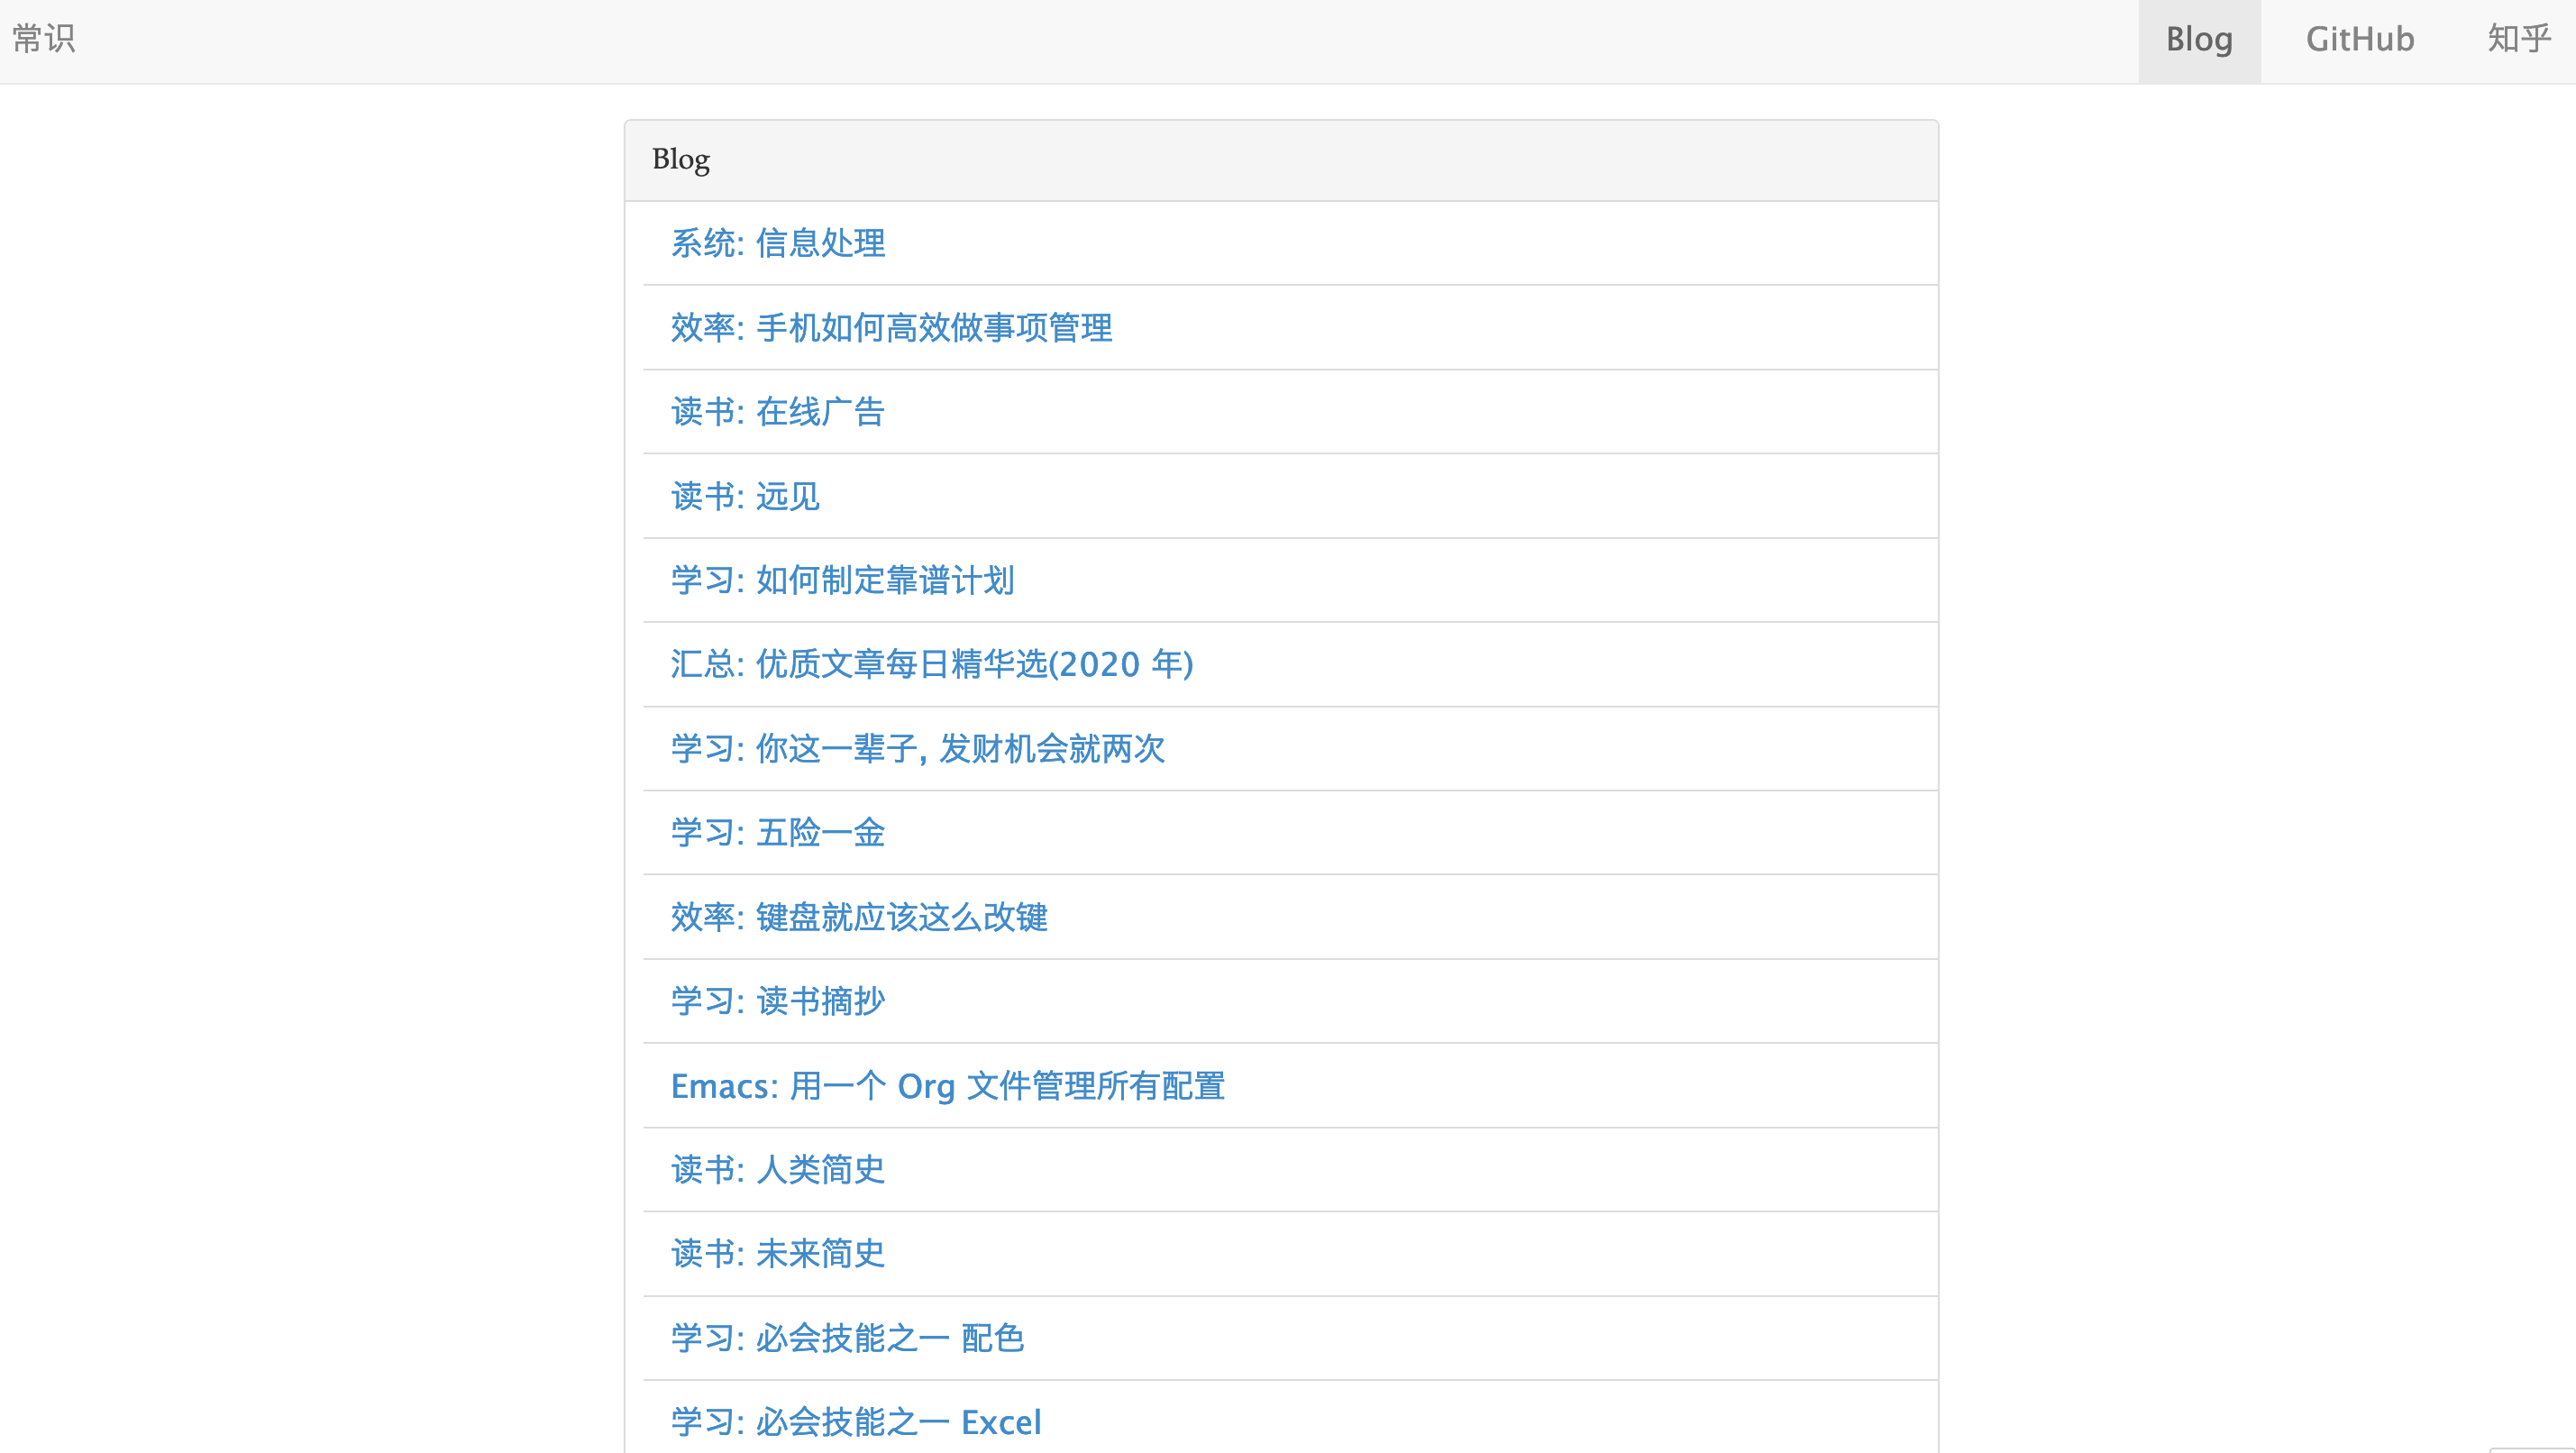 常识
Blog
GitHub
知乎
Blog
系统: 信息处理
效率: 手机如何高效做事项管理
读书: 在线广告
读书: 远见
学习: 如何制定靠谱计划
汇总: 优质文章每日精华选(2020 年)
学习: 你这一辈子, 发财机会就两次
学习: 五险一金
效率: 键盘就应该这么改键
学习: 读书摘抄
Emacs: 用一个 Org 文件管理所有配置
读书: 人类简史
读书: 未来简史
学习: 必会技能之一 配色
学习: 必会技能之一 Excel